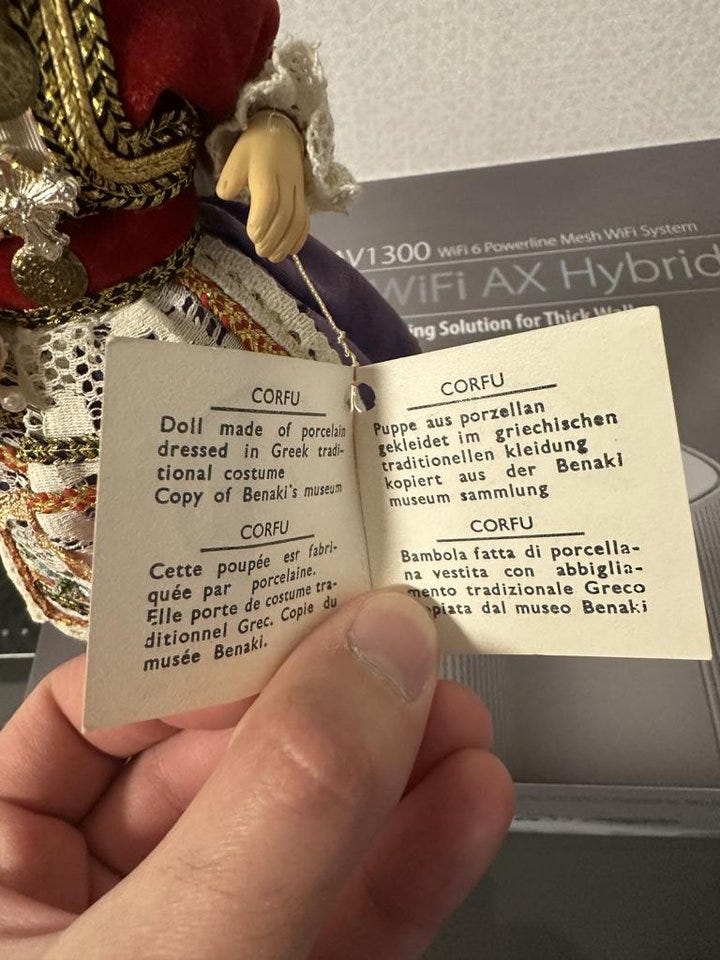 AV1300 WiFi 6 Powerline Mesh WiFi System
WiFi AX Hybrid
ing Solution for Thick Wall
CORFU
Doll made of porcelain
dressed in Greek tradi-
tional costume
Copy of Benaki's museum
CORFU
Cette poupée est fabri-
quée par porcelaine.
Elle porte de costume tra-
ditionnel Grec. Copie du
musée Benaki.
CORFU
Puppe aus porzellan
gekleidet im griechischen
traditionellen kleidung
kopiert aus der Benaki
museum sammlung
CORFU
Bambola fatta di porcella-
na vestita con abbiglia-
mento tradizionale Greco
opiata dal museo Benaki